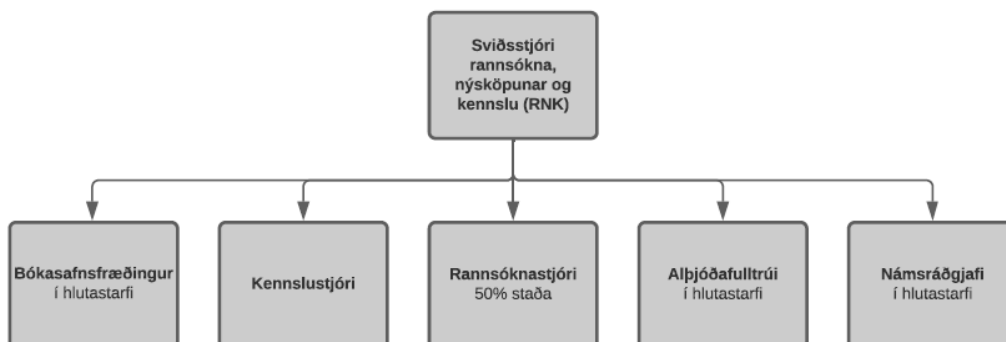 Sviðsstjóri
rannsókna,
nýsköpunar og
kennslu (RNK)
Bókasafnsfræðingur
í hlutastarfi
Kennslustjóri
Rannsóknastjóri
50% staða
Alþjóðafulltrúi
í hlutastarfi
Námsráðgjafi
í hlutastarfi